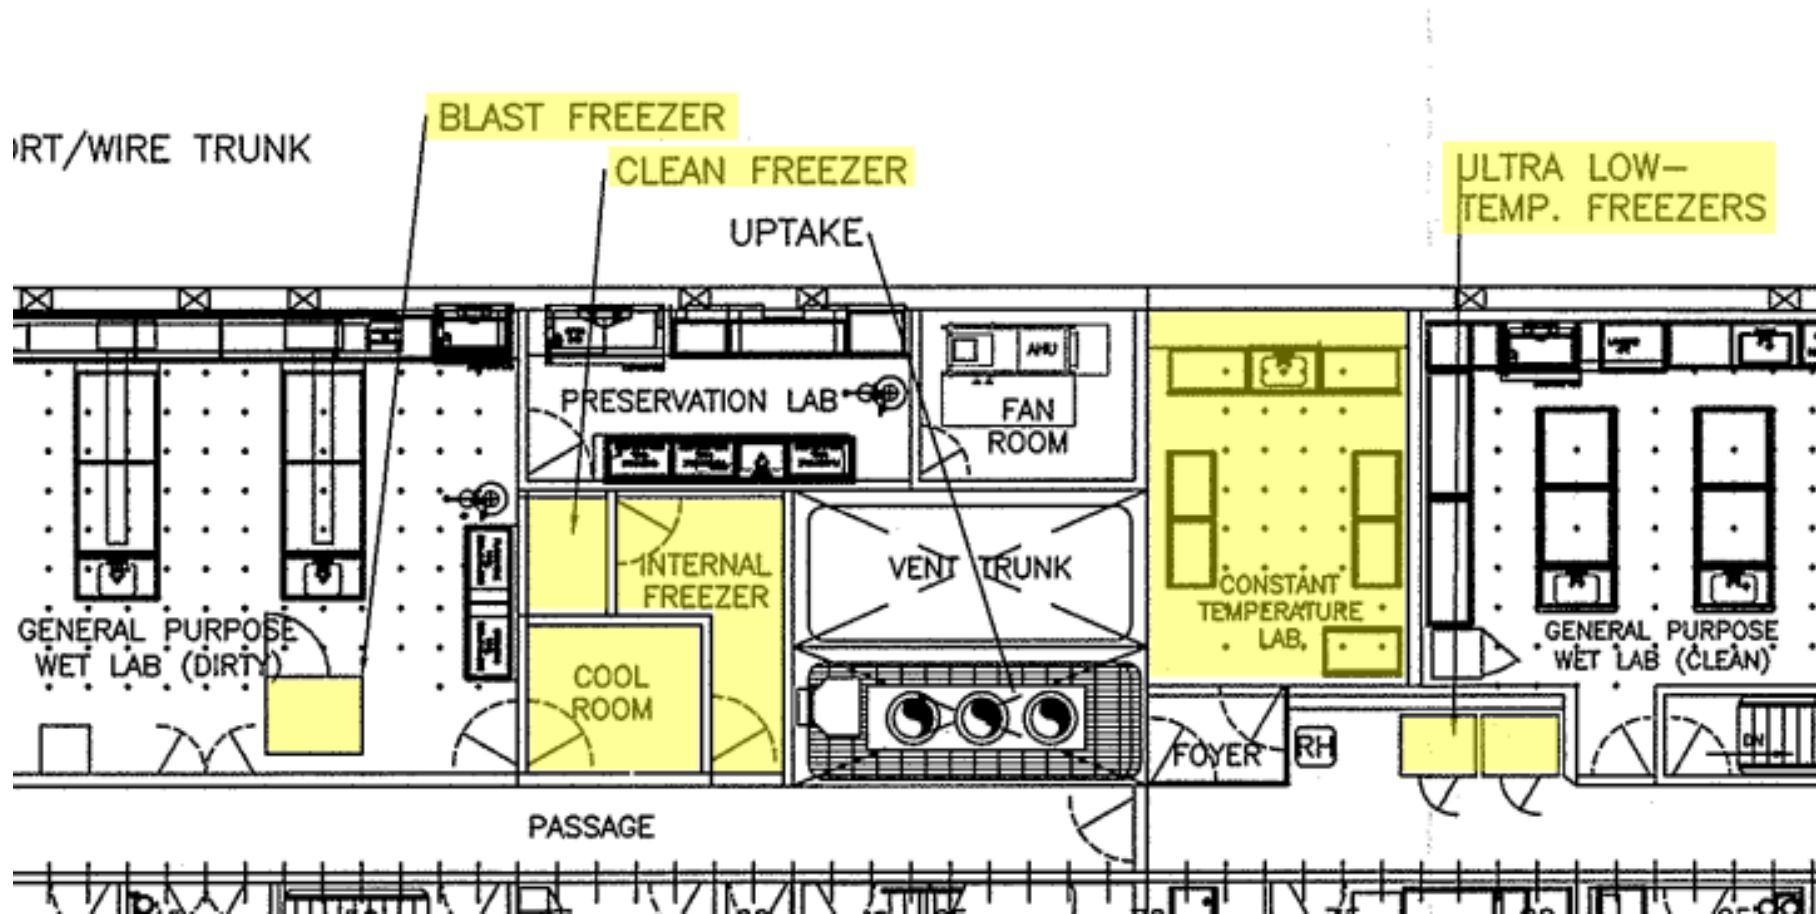 BLAST FREEZER
ORT/WIRE TRUNK
CLEAN FREEZER
ULTRA LOW-
TEMP. FREEZERS
UPTAKE
AHU
PRESERVATION LAB
FAN
ROOM
INTERNAL
FREEZER
VENT TRUNK
CONSTANT
TEMPERATURE
LAB.
GENERAL PURPOSE
WET LAB (DIRTY)
GENERAL PURPOSE
WET LAB (CLEAN)
COOL
ROOM
FOYER
RH
DN
PASSAGE